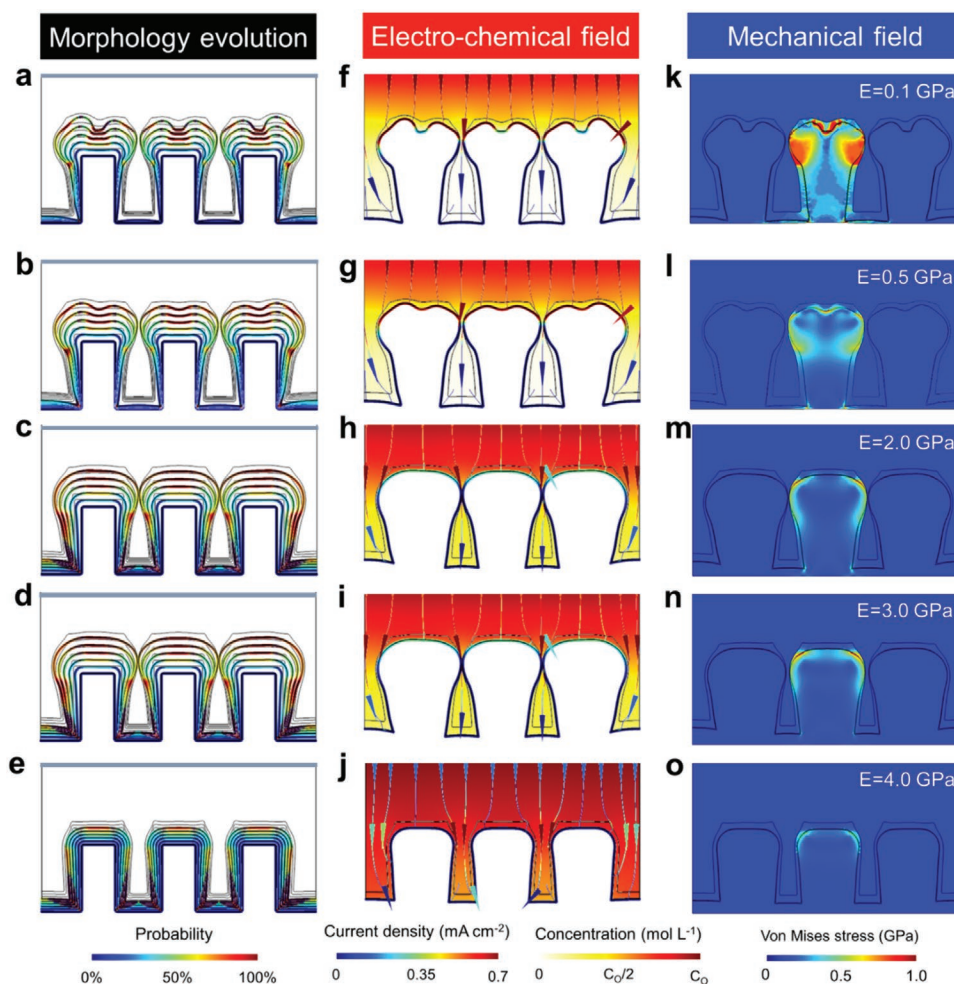 Morphology evolution
Electro-chemical field
Mechanical field
a
f
k
E=0.1 GPa
b
g
l
E=0.5 GPa
c
h
m
E=2.0 GPa
d
i
n
E=3.0 GPa
e
j
o
E=4.0 GPa
Probability
0%
50%
100%
Current density (mA cm⁻²)
0
0.35
0.7
Concentration (mol L⁻¹)
0
C₀/2
C₀
Von Mises stress (GPa)
0
0.5
1.0